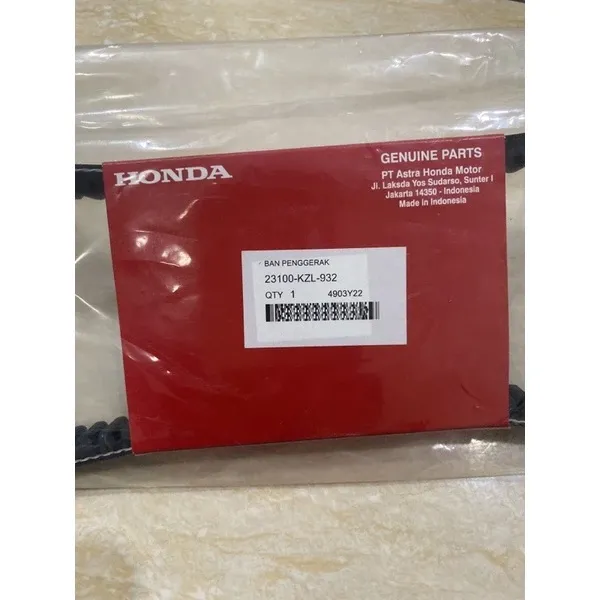 HONDA
GENUINE PARTS
PT Astra Honda Motor
Jl. Laksda Yos Sudarso, Sunter I
Jakarta 14350 - Indonesia
Made in Indonesia
BAN PENGGERAK
23100-KZL-932
QTY 1 4903Y22